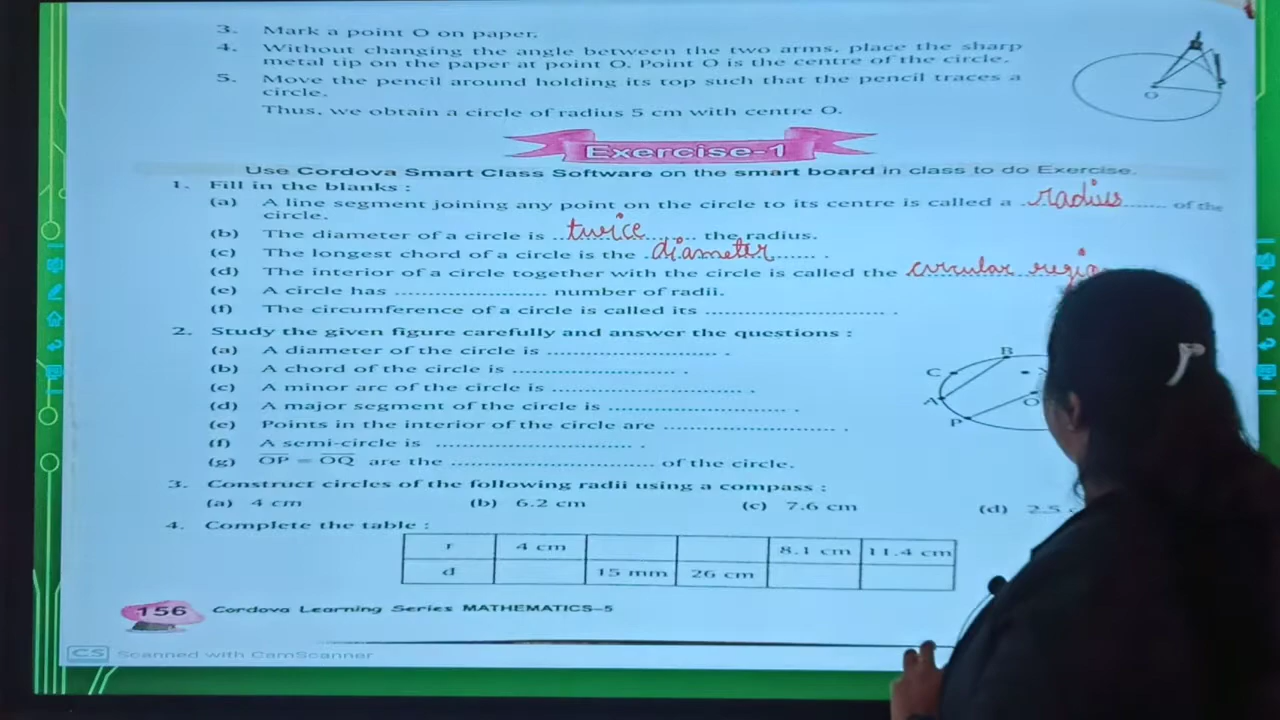 3. Mark a point O on paper.
4. Without changing the angle between the two arms, place the sharp
metal tip on the paper at point O. Point O is the centre of the circle.
5. Move the pencil around holding its top such that the pencil traces a
circle.
Thus, we obtain a circle of radius 5 cm with centre O.
O
Exercise-1
Use Cordova Smart Class Software on the smart board in class to do Exercise.
1. Fill in the blanks :
(a) A line segment joining any point on the circle to its centre is called a radius of the
circle.
(b) The diameter of a circle is twice the radius.
(c) The longest chord of a circle is the diameter.
(d) The interior of a circle together with the circle is called the circular
(e) A circle has .................... number of radii.
(f) The circumference of a circle is called its .................... .
2. Study the given figure carefully and answer the questions :
(a) A diameter of the circle is .................... .
(b) A chord of the circle is .................... .
(c) A minor arc of the circle is .................... .
(d) A major segment of the circle is .................... .
(e) Points in the interior of the circle are .................... .
(f) A semi-circle is .................... .
(g) OP = OQ are the .................... of the circle.
B
C
A
O
P
3. Construct circles of the following radii using a compass :
(a) 4 cm (b) 6.2 cm (c) 7.6 cm (d) 2.5
4. Complete the table :
r 4 cm 8.1 cm 11.4 cm
d 15 mm 26 cm
156 Cordova Learning Series MATHEMATICS–5
CS Scanned with CamScanner